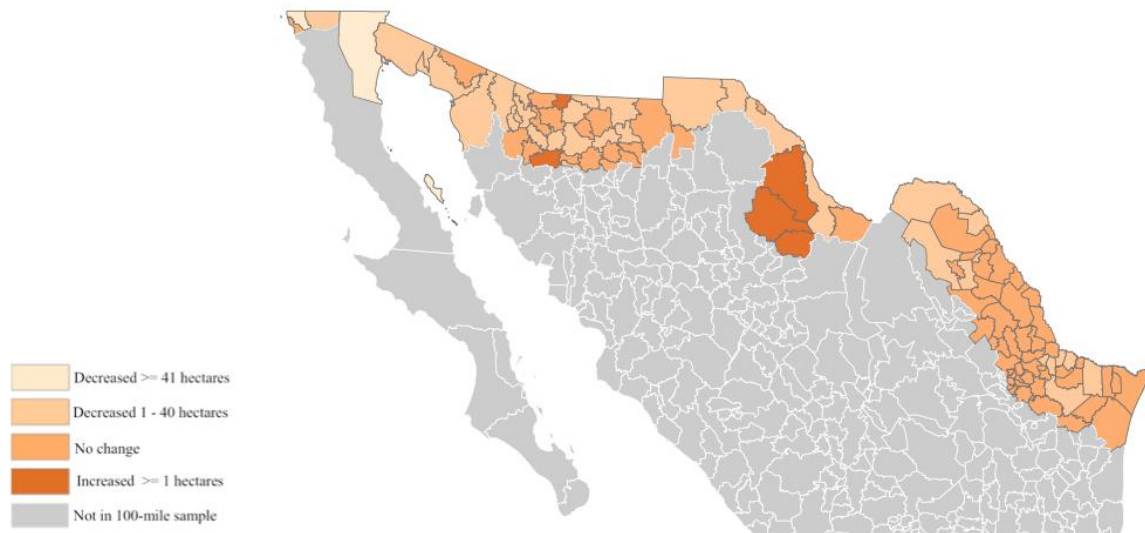 Decreased >= 41 hectares
Decreased 1 - 40 hectares
No change
Increased >= 1 hectares
Not in 100-mile sample